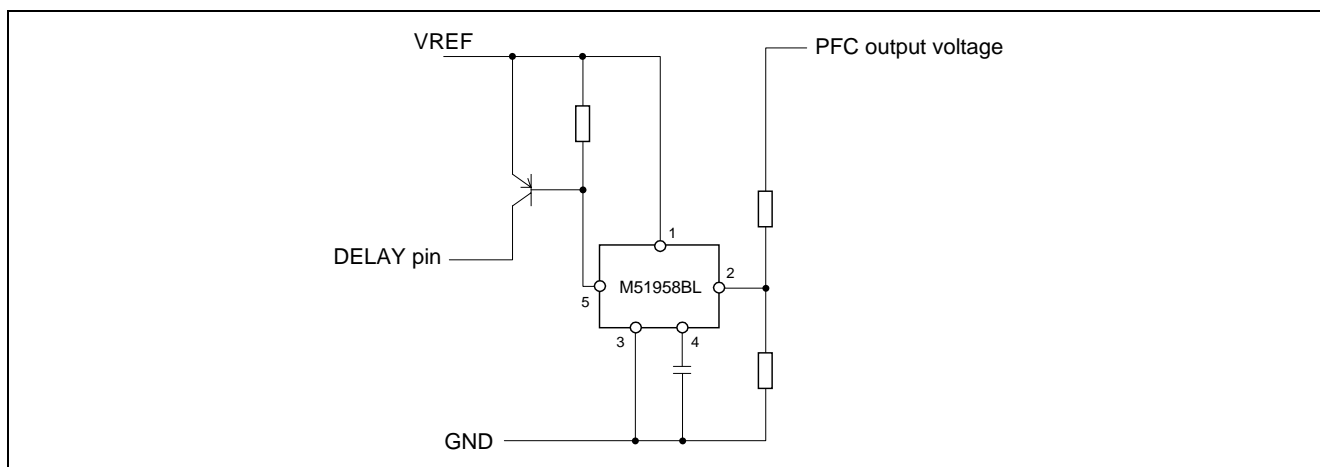 VREF
PFC output voltage
1
DELAY pin
M51958BL
2
5
3
4
GND